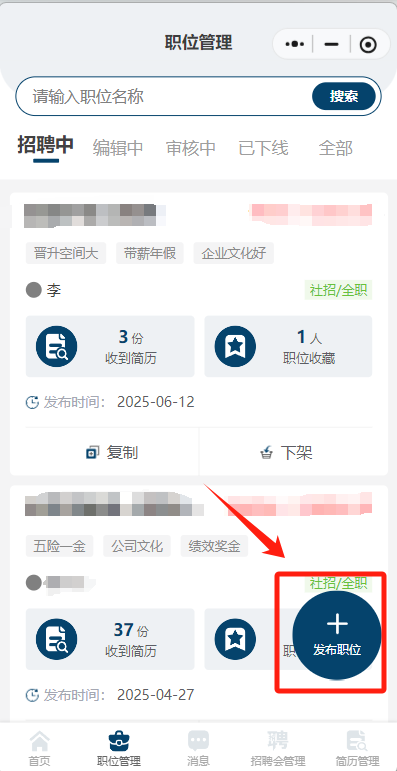 职位管理
请输入职位名称 搜索
招聘中 编辑中 审核中 已下线 全部
晋升空间大 带薪年假 企业文化好
李 社招/全职
3 份 1 人
收到简历 职位收藏
发布时间： 2025-06-12
复制 下架
五险一金 公司文化 绩效奖金
社招/全职
37 份
收到简历 职
发布职位
发布时间： 2025-04-27
首页 职位管理 消息 招聘会管理 简历管理